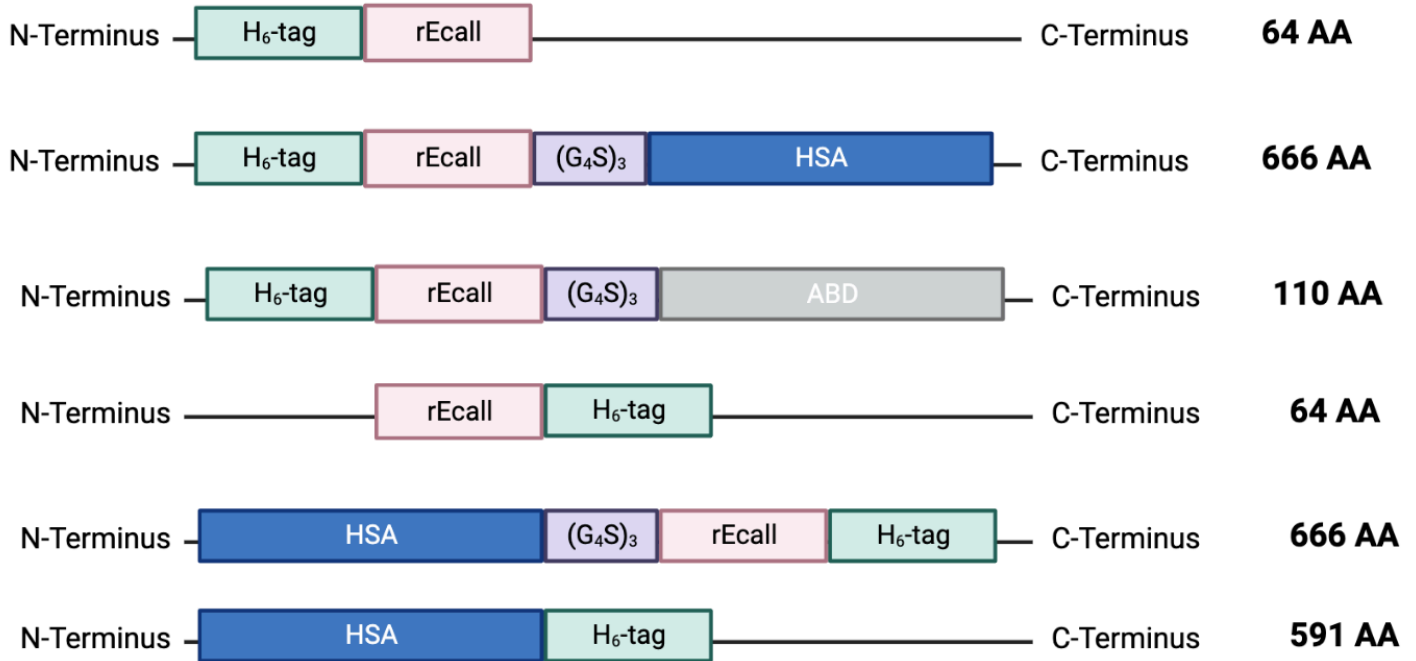 N-Terminus H₆-tag rEcall C-Terminus 64 AA
N-Terminus H₆-tag rEcall (G₄S)₃ HSA C-Terminus 666 AA
N-Terminus H₆-tag rEcall (G₄S)₃ ABD C-Terminus 110 AA
N-Terminus rEcall H₆-tag C-Terminus 64 AA
N-Terminus HSA (G₄S)₃ rEcall H₆-tag C-Terminus 666 AA
N-Terminus HSA H₆-tag C-Terminus 591 AA